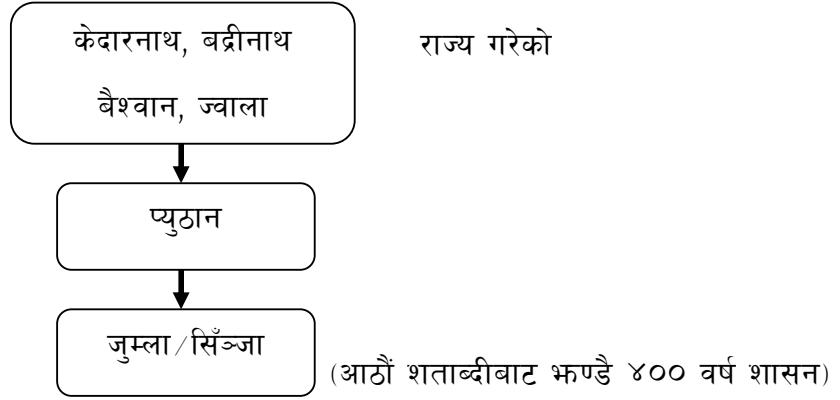 केदारनाथ, बद्रीनाथ राज्य गरेको
बैश्वान, ज्वाला
प्युठान
जुम्ला/सिँञ्जा
(आठौं शताब्दीबाट झण्डै ४०० वर्ष शासन)